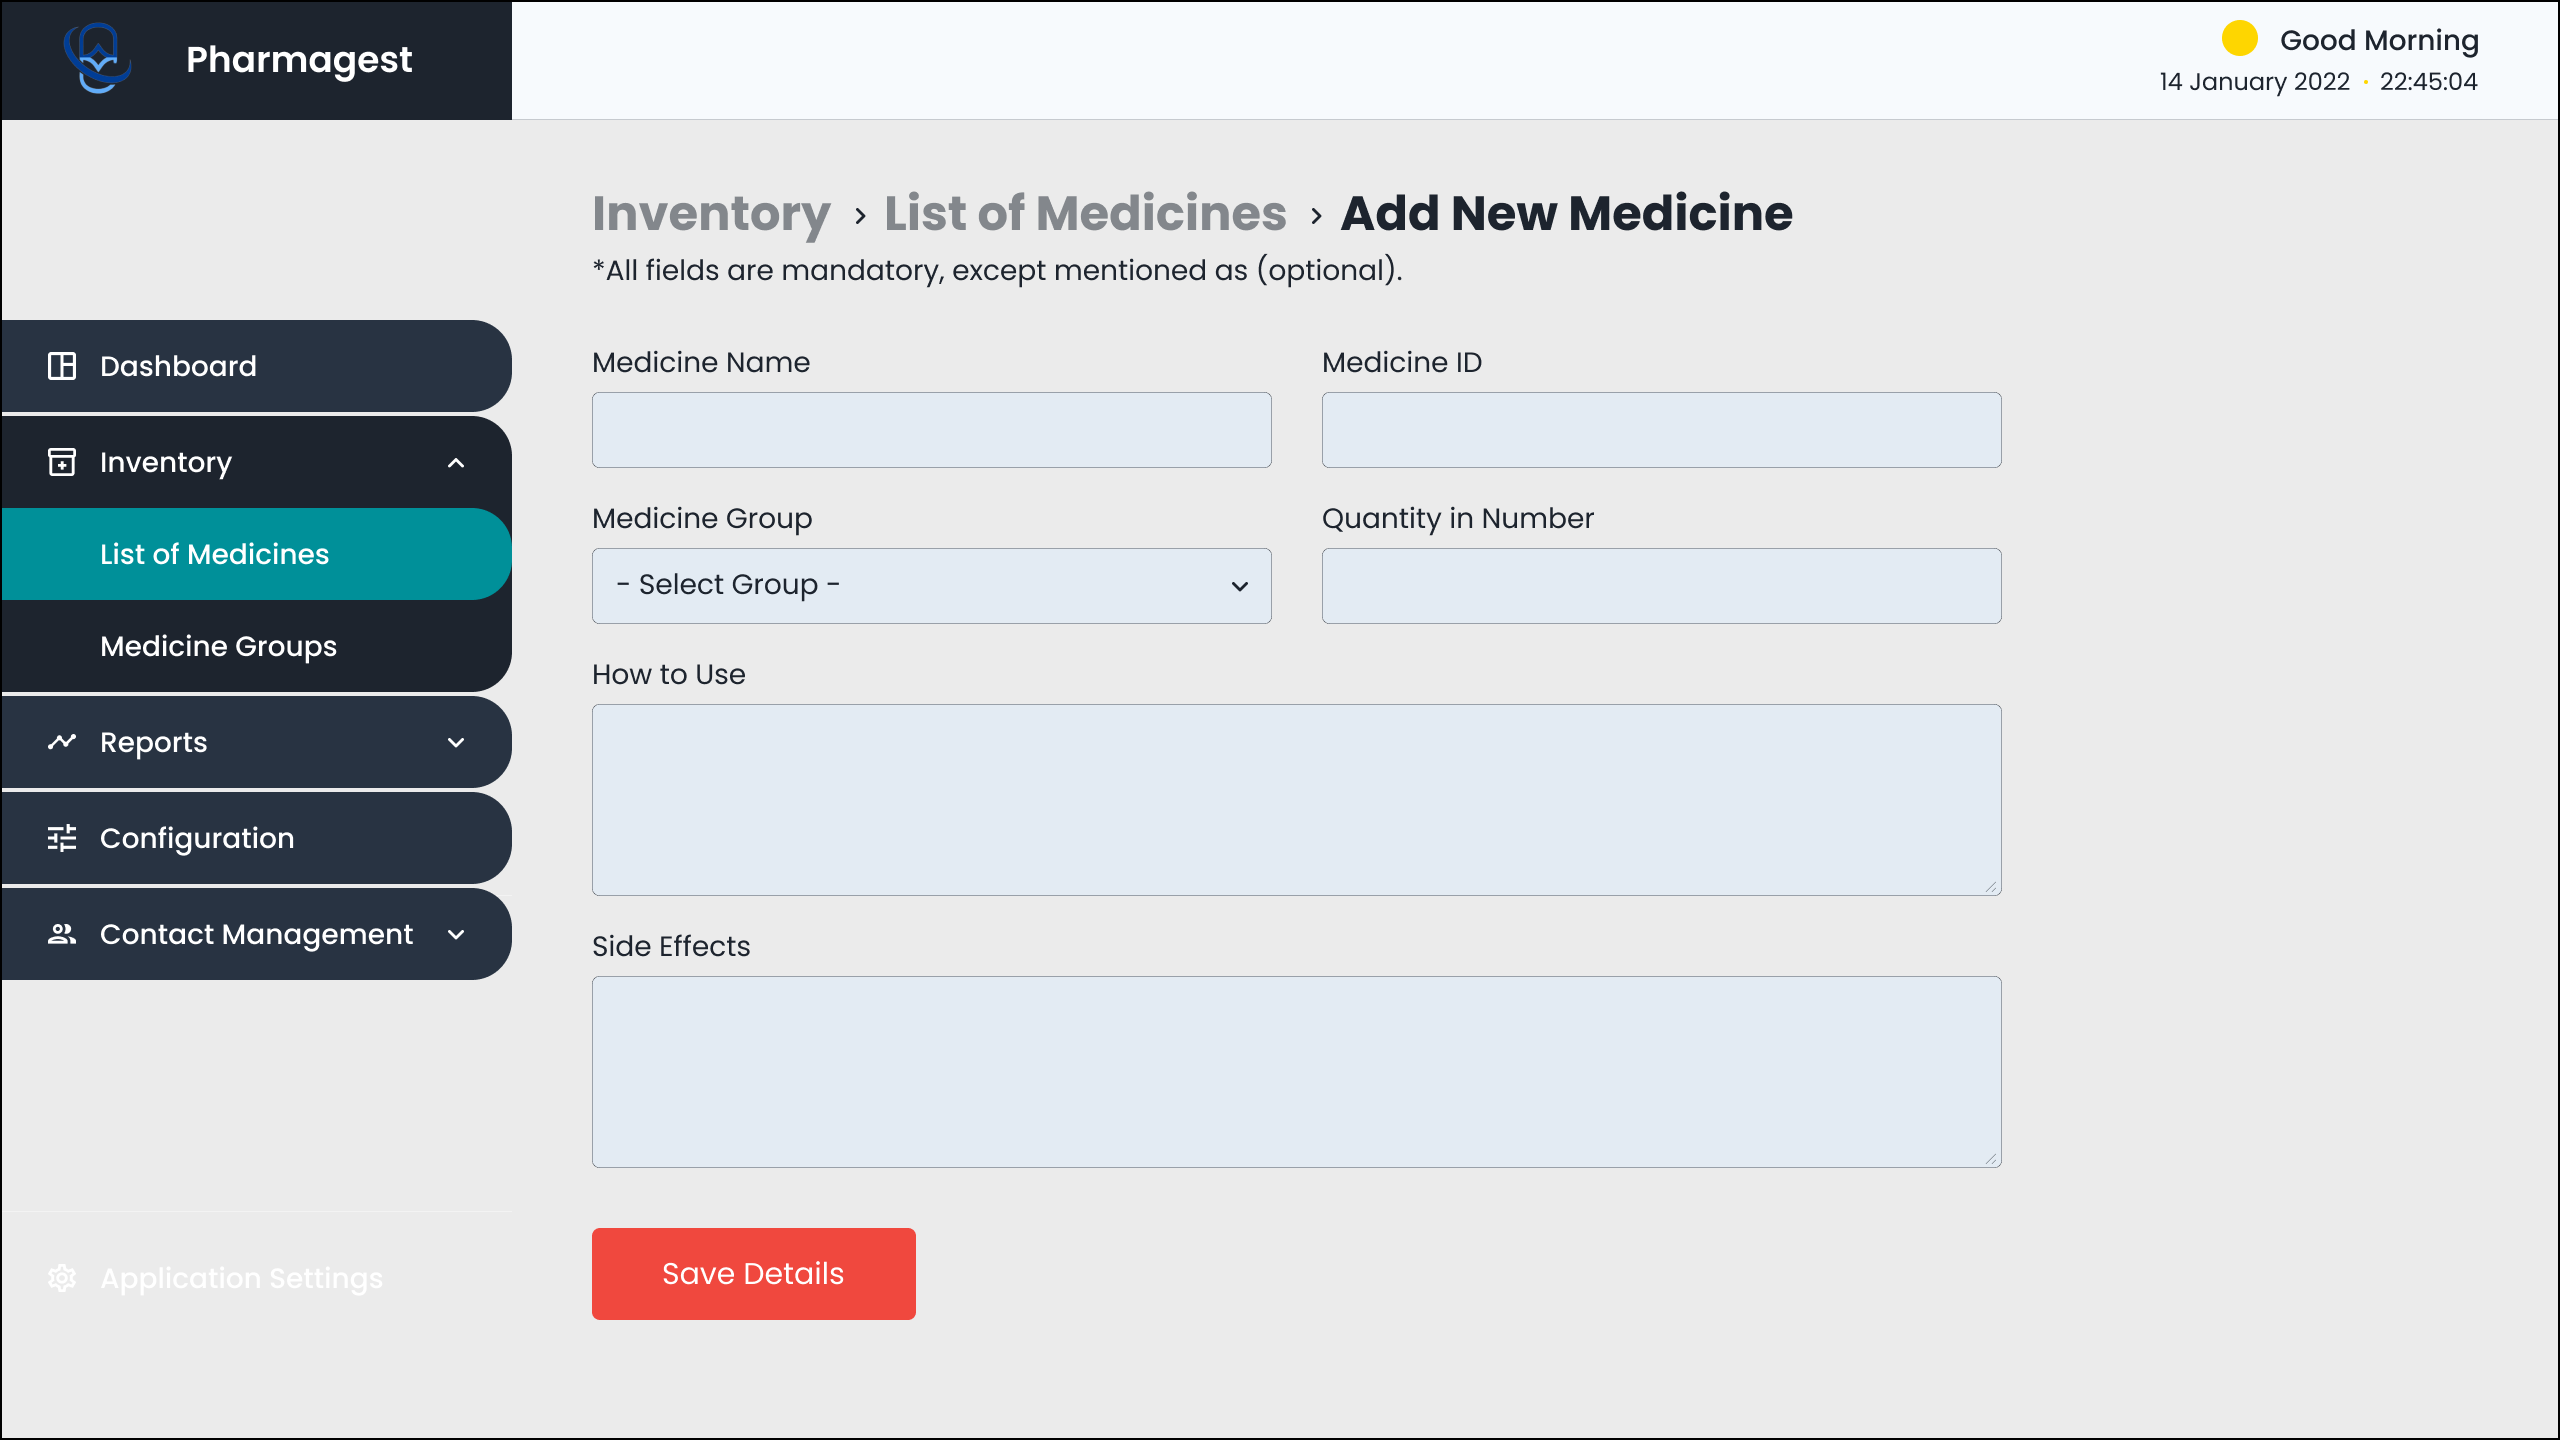 Pharmagest
Good Morning
14 January 2022 · 22:45:04
Inventory › List of Medicines › Add New Medicine
*All fields are mandatory, except mentioned as (optional).
Dashboard
Inventory
List of Medicines
Medicine Groups
Reports
Configuration
Contact Management
Application Settings
Medicine Name
Medicine ID
Medicine Group
- Select Group -
Quantity in Number
How to Use
Side Effects
Save Details